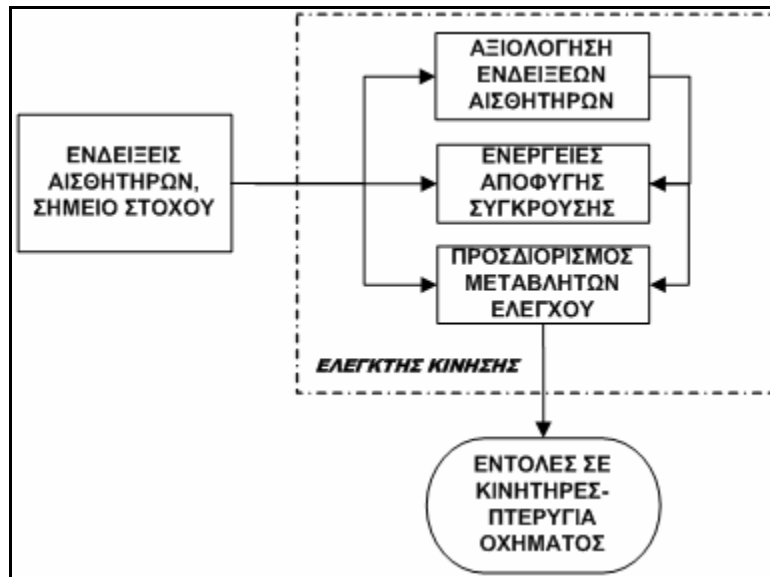 ΑΞΙΟΛΟΓΗΣΗ
ΕΝΔΕΙΞΕΩΝ
ΑΙΣΘΗΤΗΡΩΝ
ΕΝΔΕΙΞΕΙΣ
ΑΙΣΘΗΤΗΡΩΝ,
ΣΗΜΕΙΟ ΣΤΟΧΟΥ
ΕΝΕΡΓΕΙΕΣ
ΑΠΟΦΥΓΗΣ
ΣΥΓΚΡΟΥΣΗΣ
ΠΡΟΣΔΙΟΡΙΣΜΟΣ
ΜΕΤΑΒΛΗΤΩΝ
ΕΛΕΓΧΟΥ
ΕΛΕΓΚΤΗΣ ΚΙΝΗΣΗΣ
ΕΝΤΟΛΕΣ ΣΕ
ΚΙΝΗΤΗΡΕΣ-
ΠΤΕΡΥΓΙΑ
ΟΧΗΜΑΤΟΣ